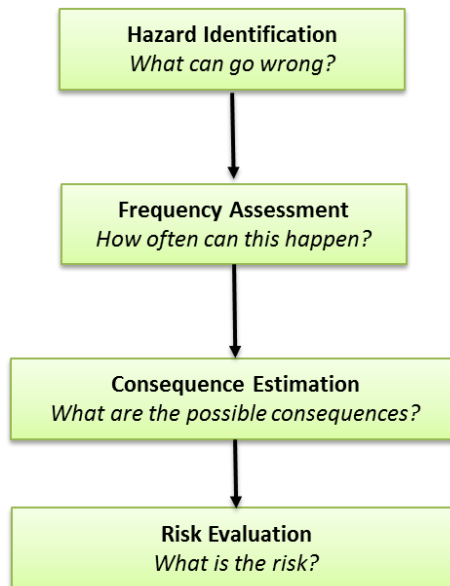 Hazard Identification
What can go wrong?
Frequency Assessment
How often can this happen?
Consequence Estimation
What are the possible consequences?
Risk Evaluation
What is the risk?